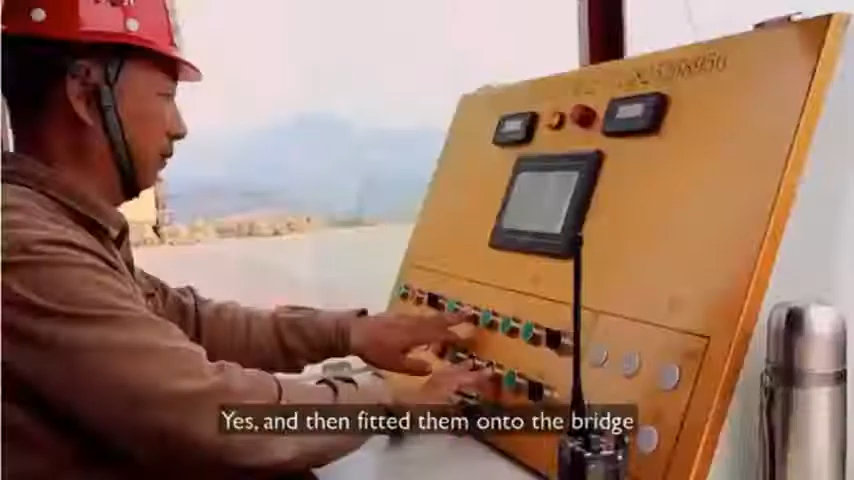 Yes, and then fitted them onto the bridge